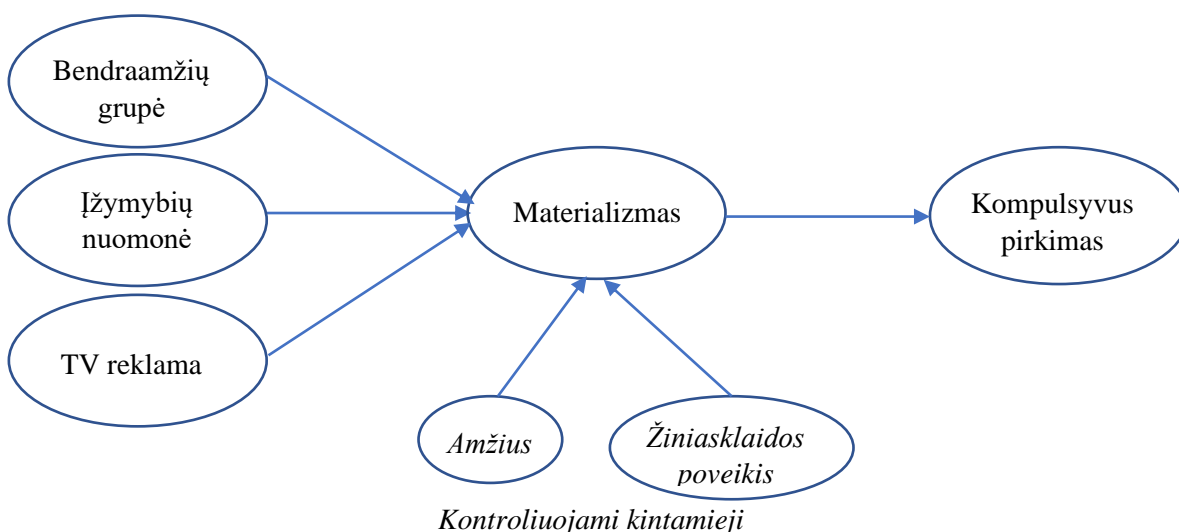 Bendraamžių
grupė
Įžymybių
nuomonė
TV reklama
Materializmas
Kompulsyvus
pirkimas
Amžius
Žiniasklaidos
poveikis
Kontroliuojami kintamieji